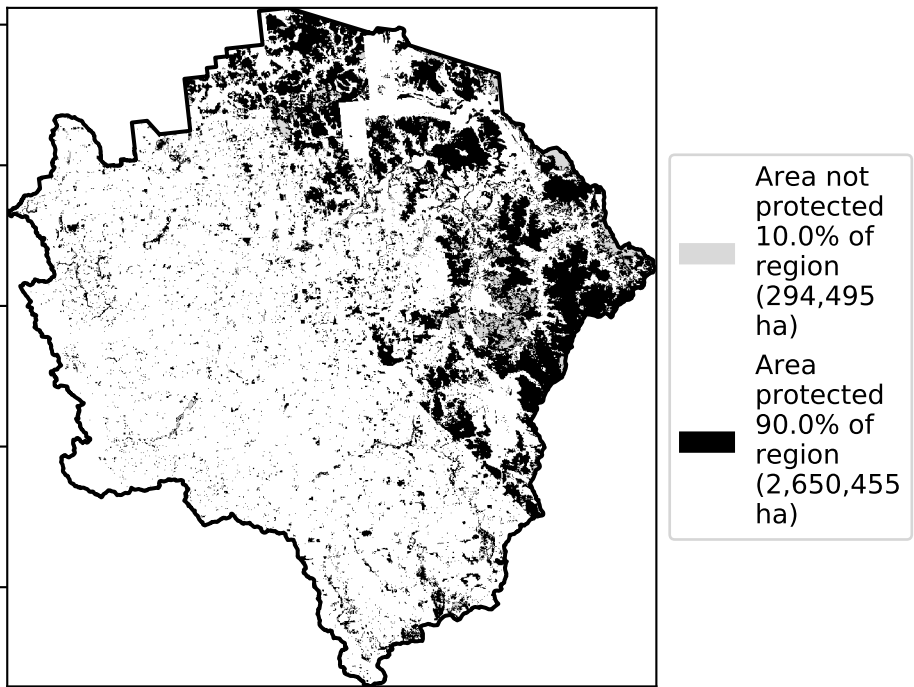 Area not
protected
10.0% of
region
(294,495
ha)
Area
protected
90.0% of
region
(2,650,455
ha)